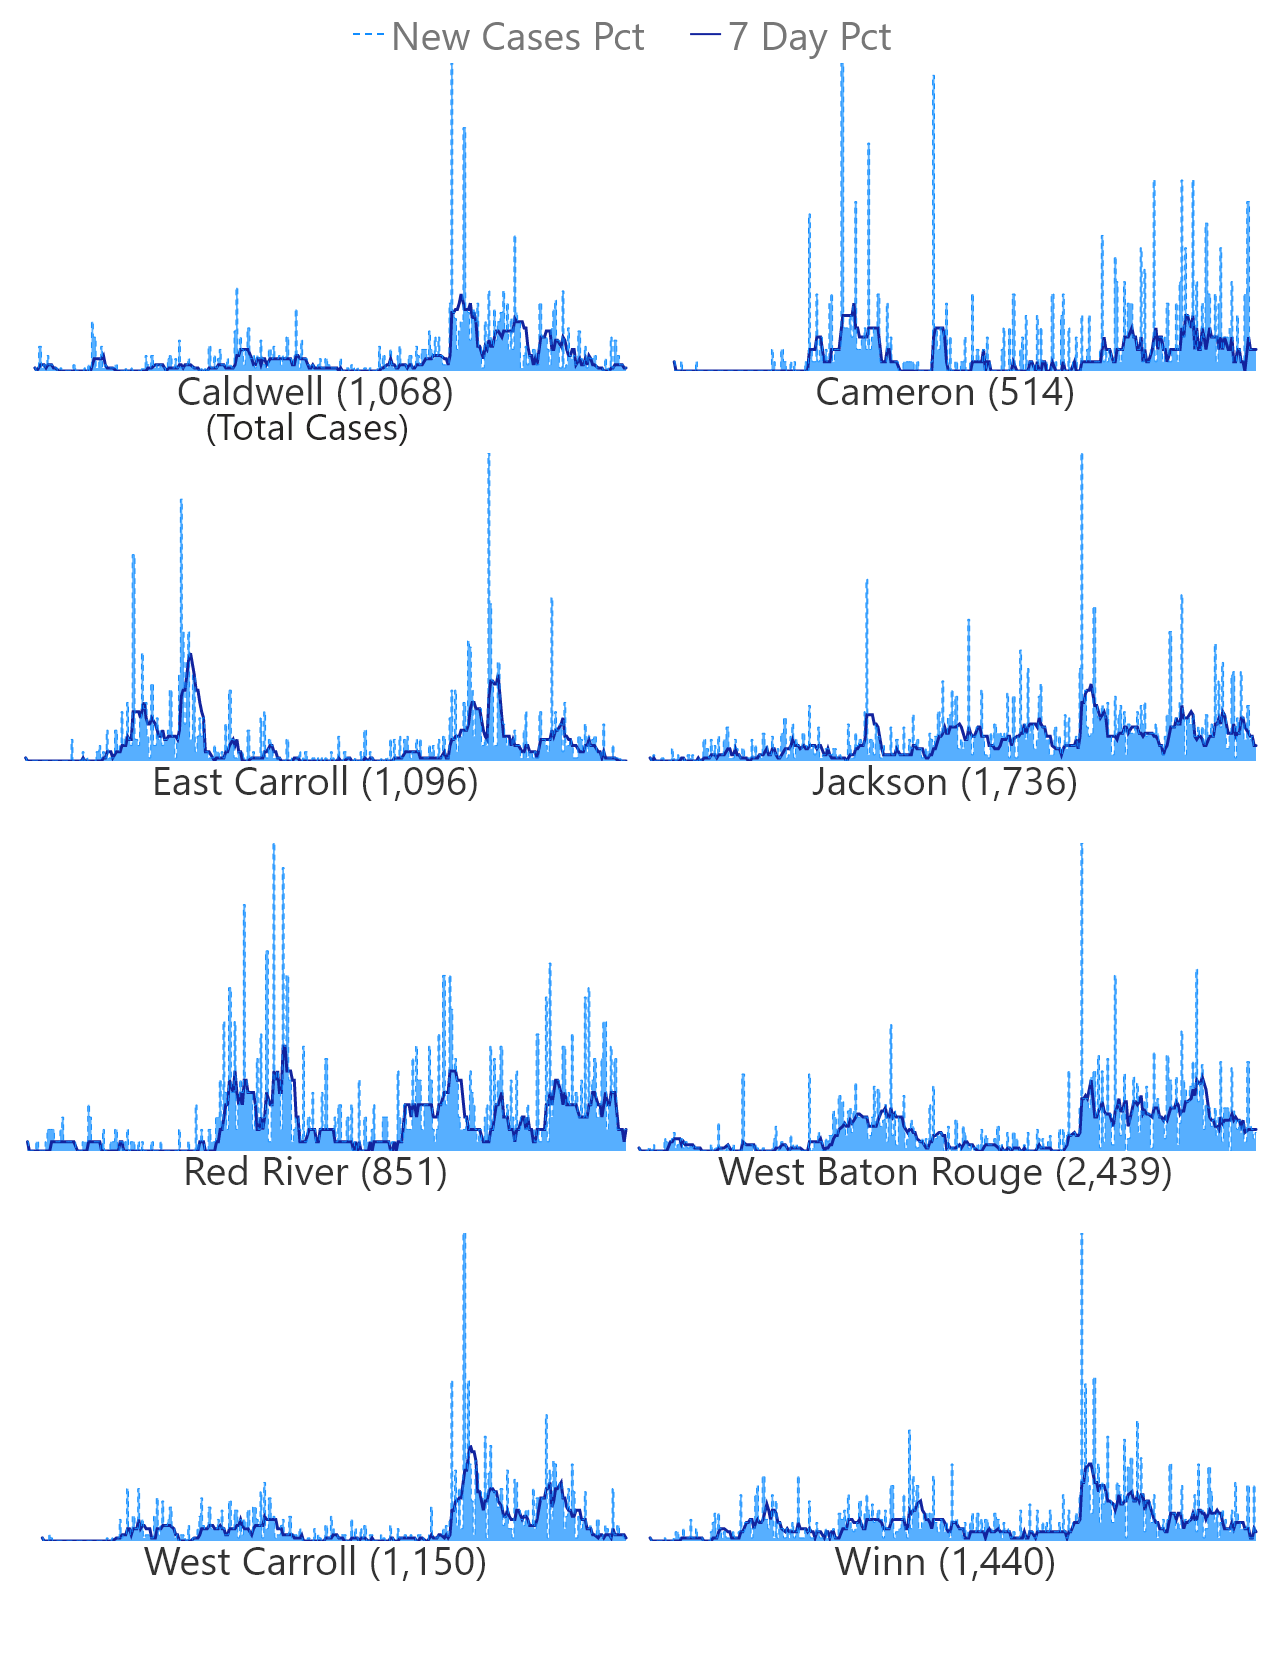 New Cases Pct 7 Day Pct
Caldwell (1,068) Cameron (514)
(Total Cases)
East Carroll (1,096) Jackson (1,736)
Red River (851) West Baton Rouge (2,439)
West Carroll (1,150) Winn (1,440)